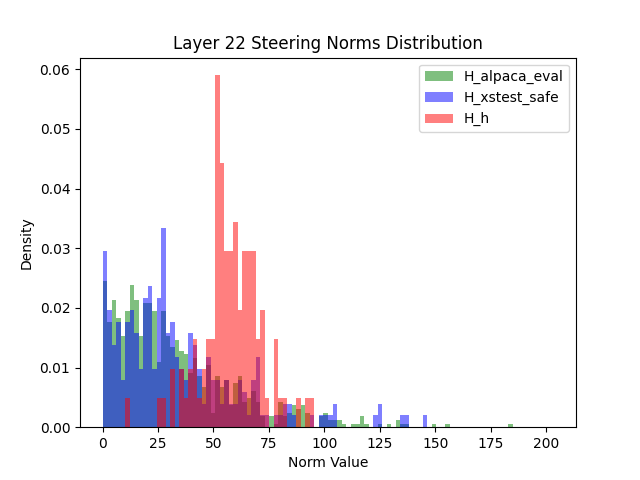 Layer 22 Steering Norms Distribution
H_alpaca_eval
H_xstest_safe
H_h
0.06
0.05
0.04
0.03
0.02
0.01
0.00
Density
0 25 50 75 100 125 150 175 200
Norm Value